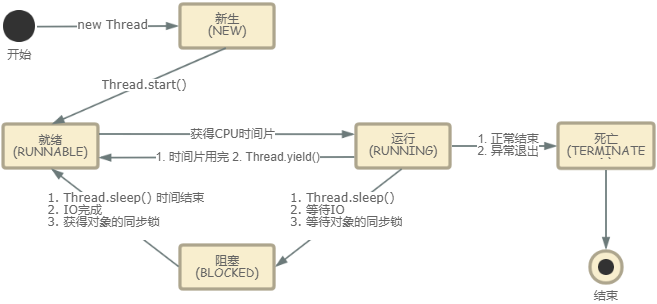 新生
(NEW)
new Thread
开始
Thread.start()
就绪
(RUNNABLE)
获得CPU时间片
1. 时间片用完 2. Thread.yield()
运行
(RUNNING)
1. 正常结束
2. 异常退出
死亡
(TERMINATE
1. Thread.sleep() 时间结束
2. IO完成
3. 获得对象的同步锁
1. Thread.sleep()
2. 等待IO
3. 等待对象的同步锁
阻塞
(BLOCKED)
结束